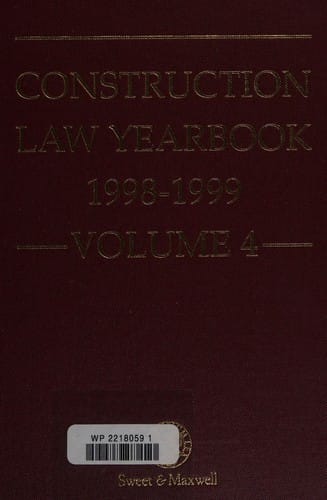 CONSTRUCTION
LAW YEARBOOK
1998-1999
VOLUME 4
WP 2218059 1
Sweet & Maxwell